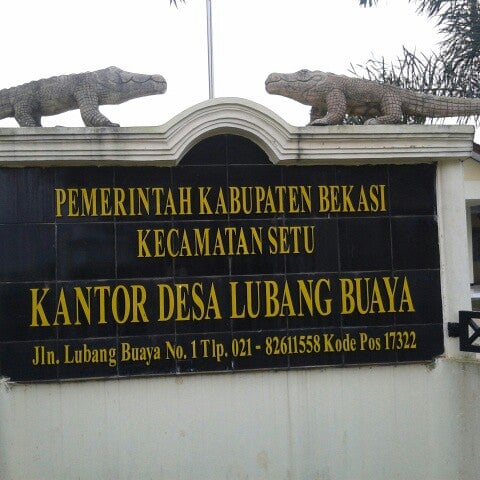 PEMERINTAH KABUPATEN BEKASI
KECAMATAN SETU
KANTOR DESA LUBANG BUAYA
Jln. Lubang Buaya No. 1 Tlp. 021 - 82611558 Kode Pos 17322